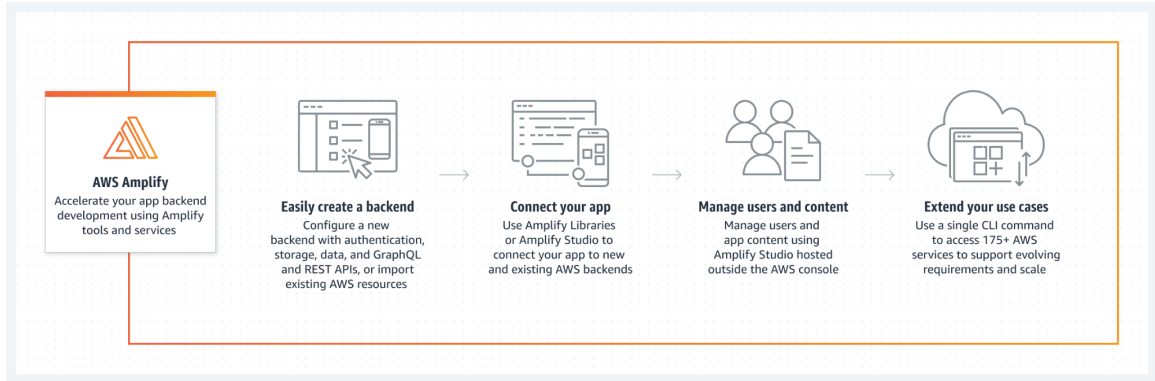 AWS Amplify
Accelerate your app backend
development using Amplify
tools and services
Easily create a backend
Configure a new
backend with authentication,
storage, data, and GraphQL
and REST APIs, or import
existing AWS resources
Connect your app
Use Amplify Libraries
or Amplify Studio to
connect your app to new
and existing AWS backends
Manage users and content
Manage users and
app content using
Amplify Studio hosted
outside the AWS console
Extend your use cases
Use a single CLI command
to access 175+ AWS
services to support evolving
requirements and scale